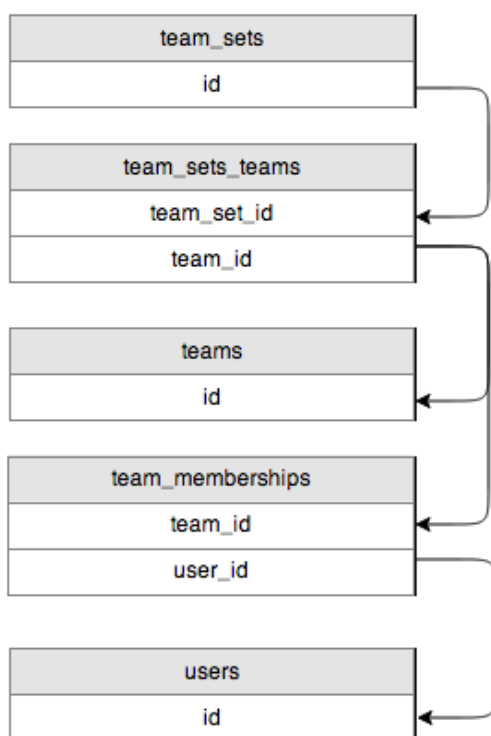 team_sets
id
team_sets_teams
team_set_id
team_id
teams
id
team_memberships
team_id
user_id
users
id